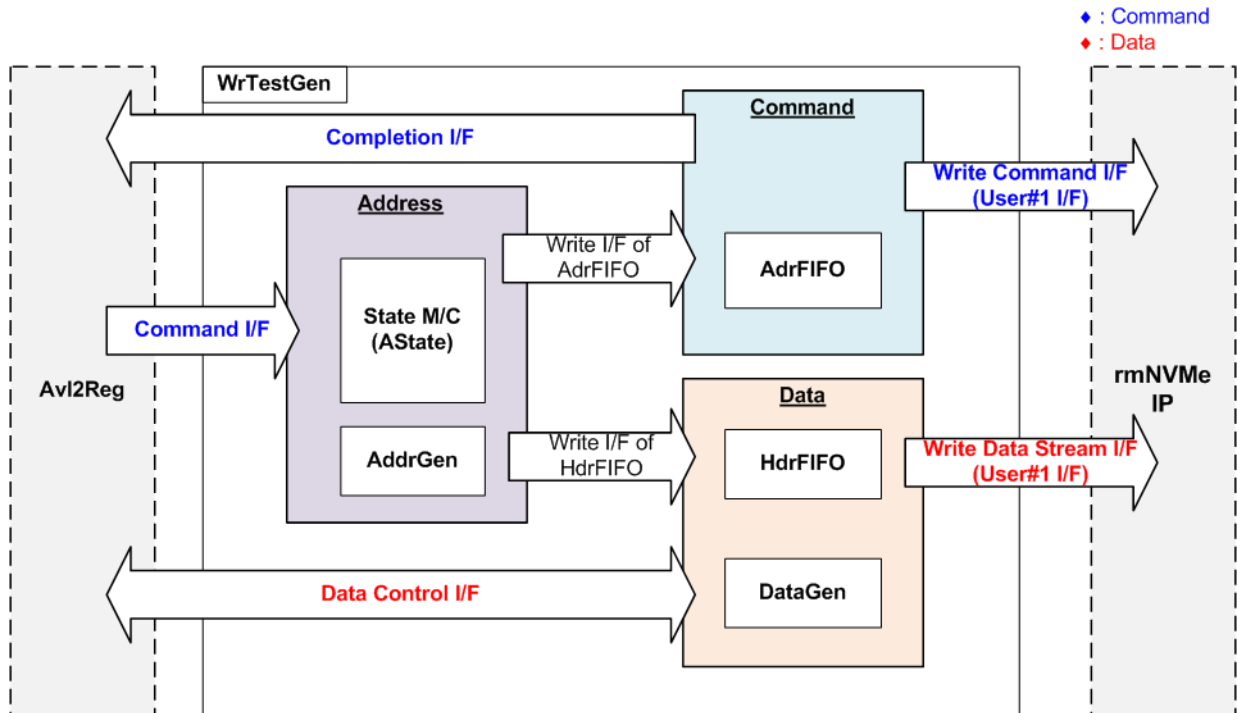 ♦ : Command
♦ : Data
WrTestGen
Command
Completion I/F
Write Command I/F
(User#1 I/F)
Address
Write I/F of
AdrFIFO
AdrFIFO
State M/C
(AState)
Command I/F
Avl2Reg
rmNVMe
IP
Data
Write I/F of
HdrFIFO
HdrFIFO
Write Data Stream I/F
(User#1 I/F)
AddrGen
Data Control I/F
DataGen